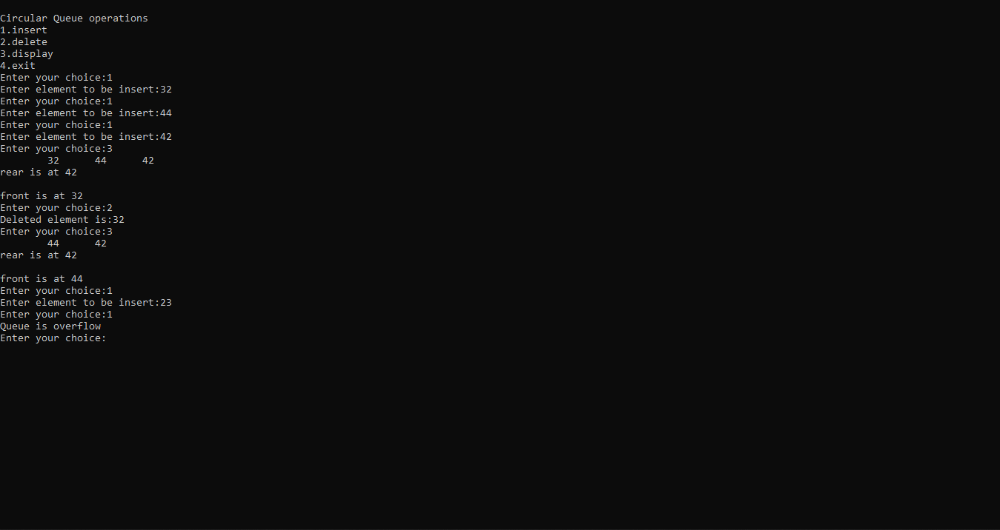 Circular Queue operations
1.insert
2.delete
3.display
4.exit
Enter your choice:1
Enter element to be insert:32
Enter your choice:1
Enter element to be insert:44
Enter your choice:1
Enter element to be insert:42
Enter your choice:3
32 44 42
rear is at 42
front is at 32
Enter your choice:2
Deleted element is:32
Enter your choice:3
44 42
rear is at 42
front is at 44
Enter your choice:1
Enter element to be insert:23
Enter your choice:1
Queue is overflow
Enter your choice: